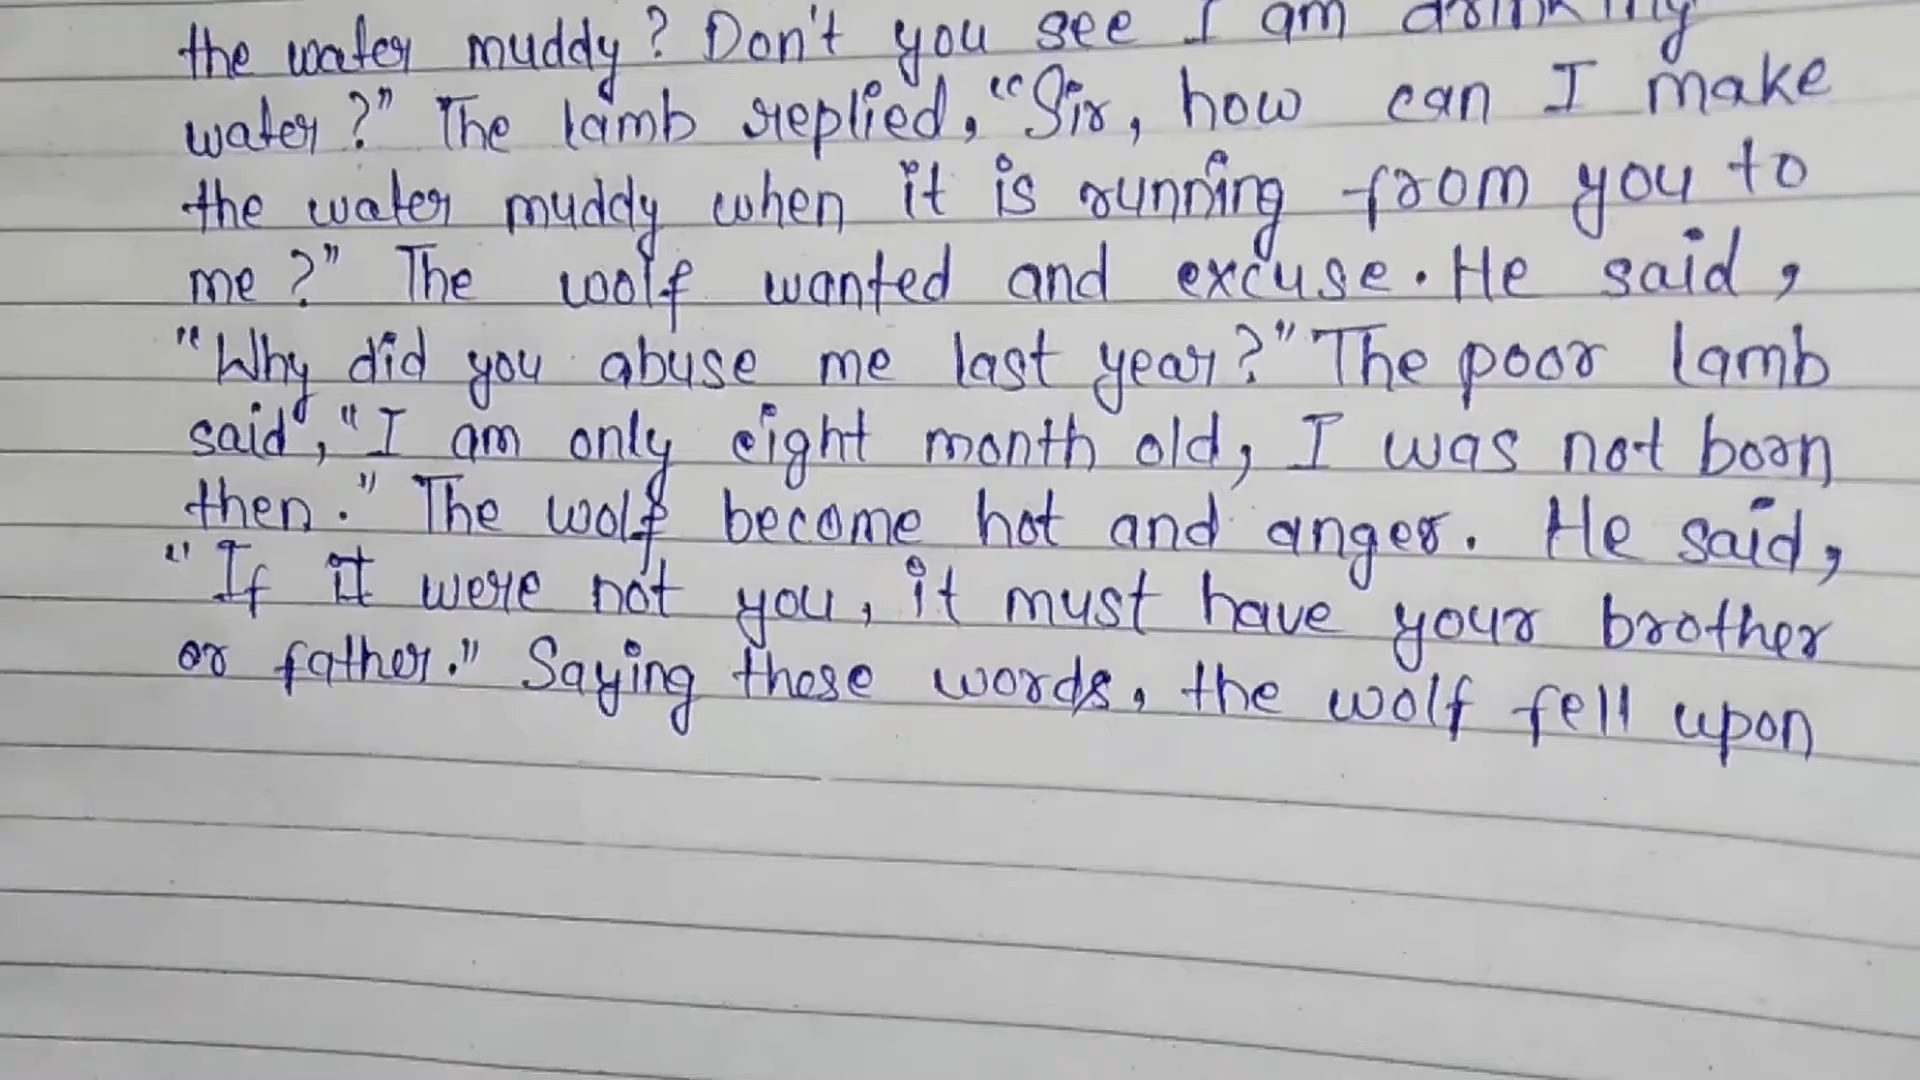 the water muddy? Don't you see I am drinking
water?" The lamb replied, "Sir, how can I make
the water muddy when it is running from you to
me?" The wolf wanted and excuse. He said,
"Why did you abuse me last year?" The poor lamb
said, "I am only eight month old, I was not born
then." The wolf become hot and anger. He said,
"If it were not you, it must have your brother
or father." Saying these words, the wolf fell upon